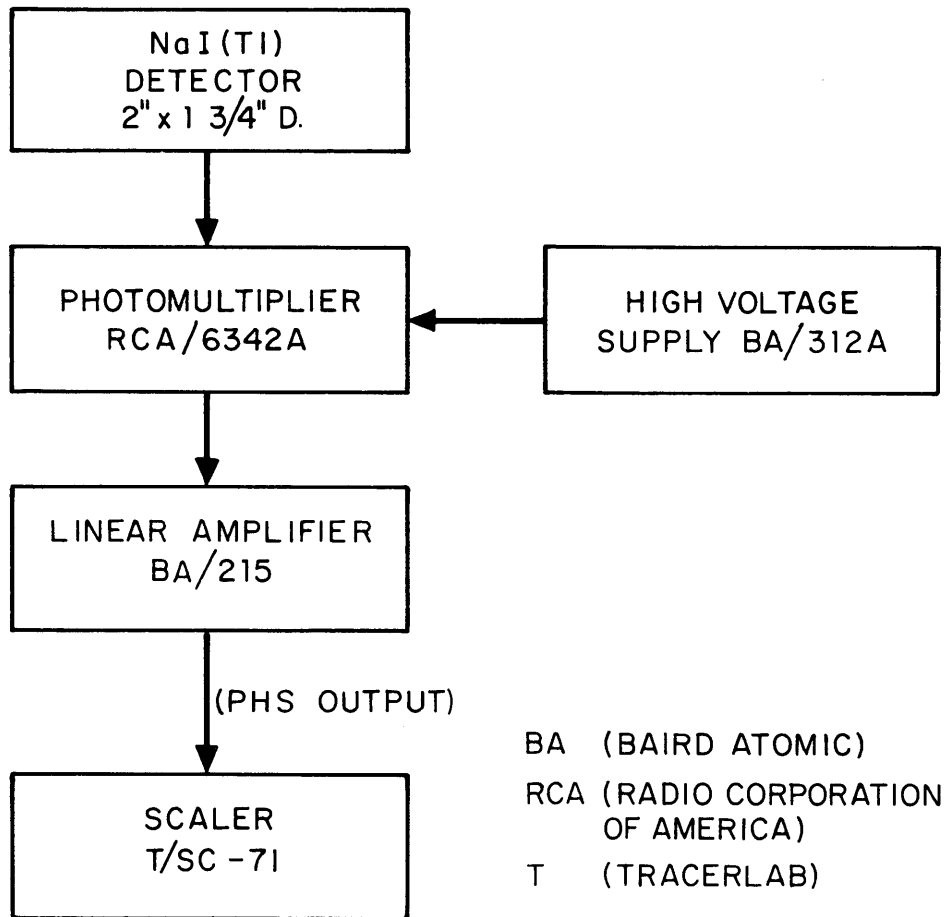 NaI(Tl)
DETECTOR
2" x 1 3/4" D.
PHOTOMULTIPLIER
RCA/6342A
HIGH VOLTAGE
SUPPLY BA/312A
LINEAR AMPLIFIER
BA/215
(PHS OUTPUT)
SCALER
T/SC-71
BA (BAIRD ATOMIC)
RCA (RADIO CORPORATION
OF AMERICA)
T (TRACERLAB)